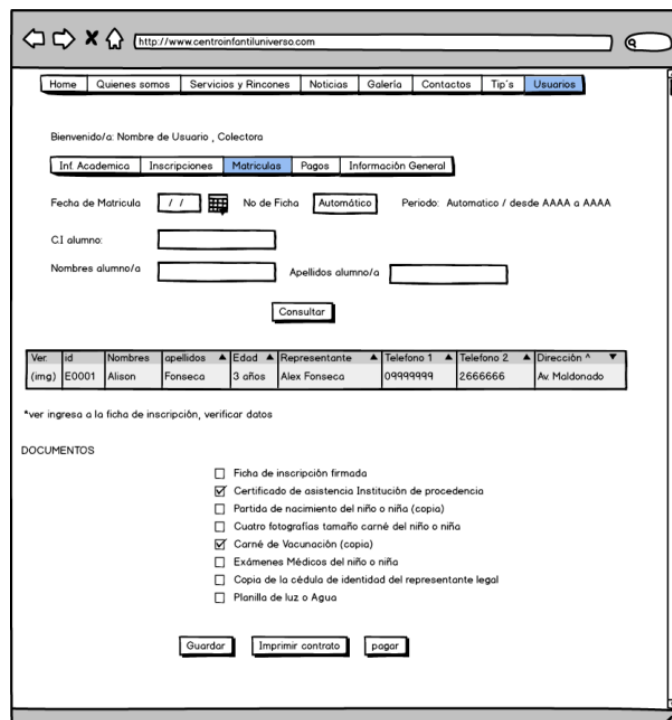 http://www.centroinfantiluniverso.com
Home Quienes somos Servicios y Rincones Noticias Galería Contactos Tip's Usuarios
Bienvenido/a: Nombre de Usuario , Colectora
Inf. Academica Inscripciones Matriculas Pagos Información General
Fecha de Matricula / / No de Ficha Automático Periodo: Automatico / desde AAAA a AAAA
C.I alumno:
Nombres alumno/a Apellidos alumno/a
Consultar
Ver. id Nombres apellidos Edad Representante Telefono 1 Telefono 2 Dirección ^
(img) E0001 Alison Fonseca 3 años Alex Fonseca 09999999 2666666 Av. Maldonado
*ver ingresa a la ficha de inscripción, verificar datos
DOCUMENTOS
Ficha de inscripción firmada
Certificado de asistencia Institución de procedencia
Partida de nacimiento del niño o niña (copia)
Cuatro fotografías tamaño carné del niño o niña
Carné de Vacunación (copia)
Exámenes Médicos del niño o niña
Copia de la cédula de identidad del representante legal
Planilla de luz o Agua
Guardar Imprimir contrato pagar